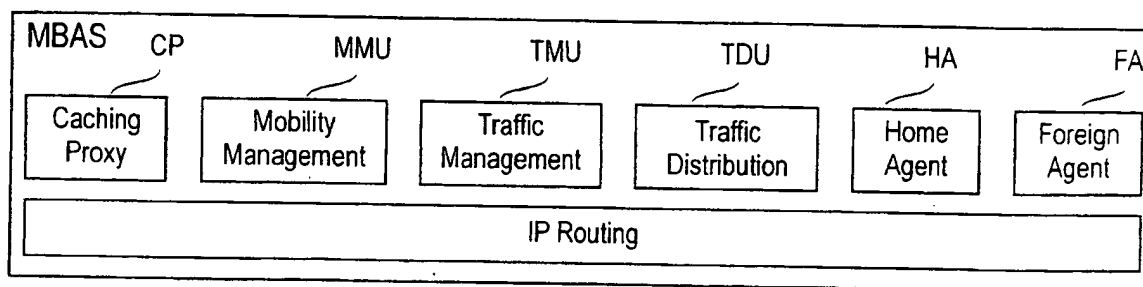 MBAS
CP
MMU
TMU
TDU
HA
FA
Caching
Proxy
Mobility
Management
Traffic
Management
Traffic
Distribution
Home
Agent
Foreign
Agent
IP Routing